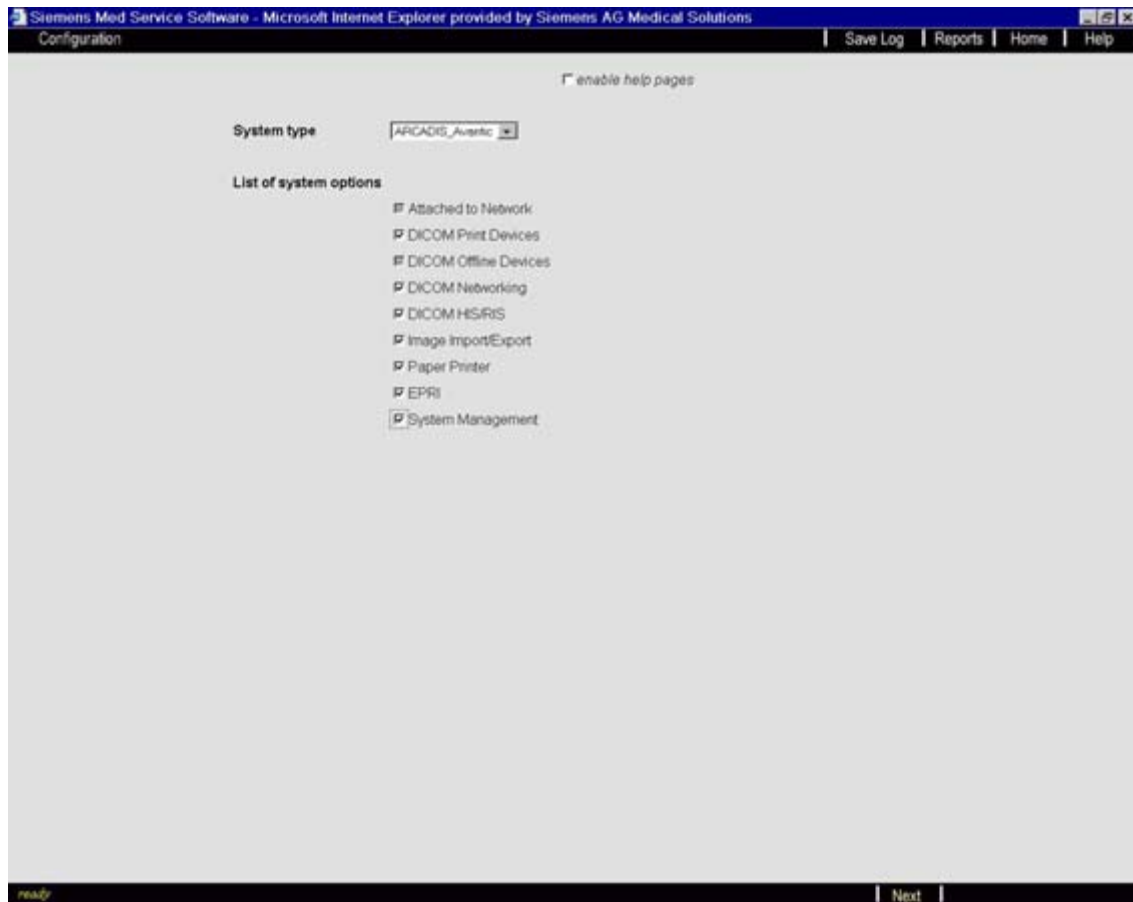 Siemens Med Service Software - Microsoft Internet Explorer provided by Siemens AG Medical Solutions
Configuration
Save Log
Reports
Home
Help
enable help pages
System type
ARCADIS_Avantic
List of system options
Attached to Network
DICOM Print Devices
DICOM Offline Devices
DICOM Networking
DICOM HIS/RIS
Image Import/Export
Paper Printer
EPRI
System Management
ready
Next